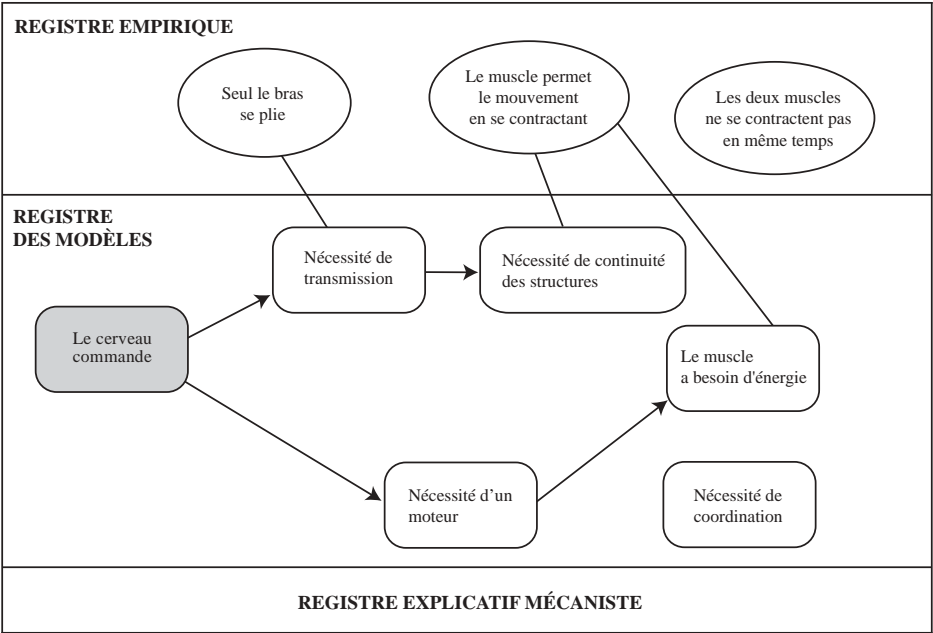 REGISTRE EMPIRIQUE
Seul le bras
se plie
Le muscle permet
le mouvement
en se contractant
Les deux muscles
ne se contractent pas
en même temps
REGISTRE
DES MODÈLES
Nécessité de
transmission
Nécessité de continuité
des structures
Le cerveau
commande
Le muscle
a besoin d'énergie
Nécessité d’un
moteur
Nécessité de
coordination
REGISTRE EXPLICATIF MÉCANISTE